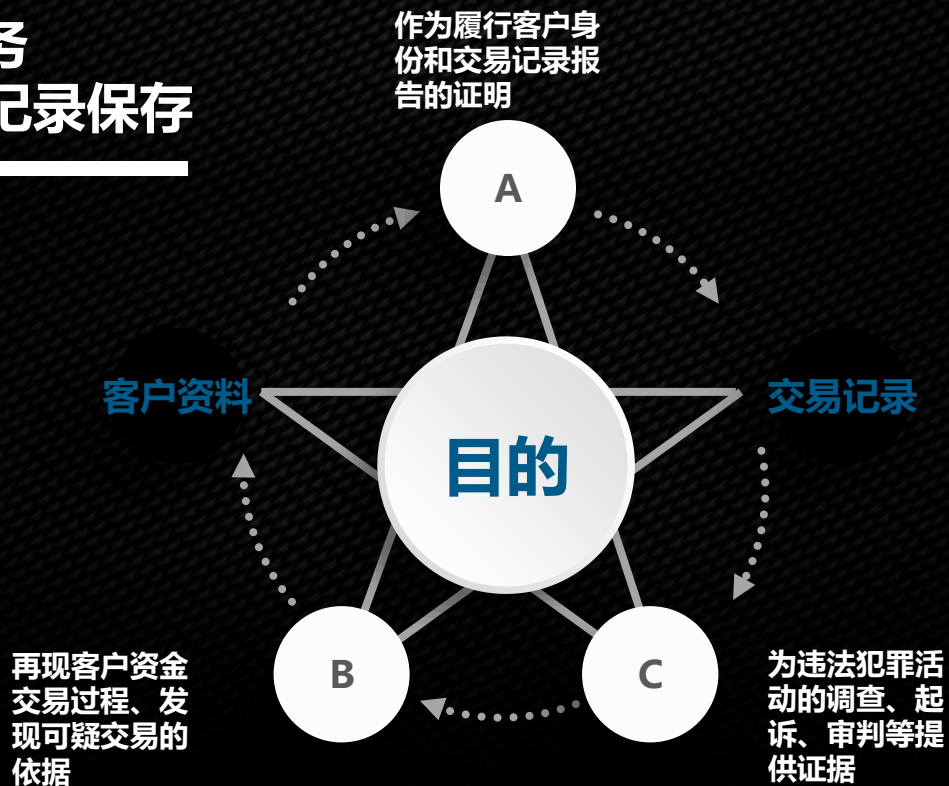 务
记录保存
作为履行客户身
份和交易记录报
告的证明
A
客户资料
交易记录
目的
B
C
再现客户资金
交易过程、发
现可疑交易的
依据
为违法犯罪活
动的调查、起
诉、审判等提
供证据